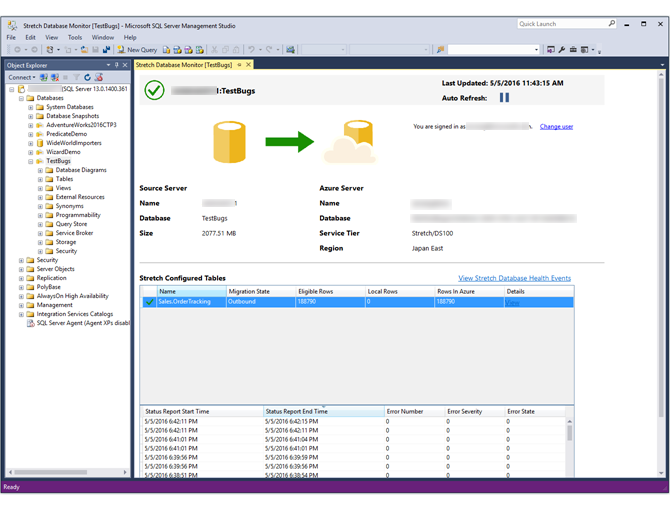 Stretch Database Monitor [TestBugs] - Microsoft SQL Server Management Studio
Quick Launch
File Edit View Tools Window Help
New Query
Object Explorer
Stretch Database Monitor [TestBugs]
Connect
(SQL Server 13.0.1400.361
Databases
System Databases
Database Snapshots
AdventureWorks2016CTP3
PredicateDemo
WideWorldImporters
WizardDemo
TestBugs
Database Diagrams
Tables
Views
External Resources
Synonyms
Programmability
Query Store
Service Broker
Storage
Security
Security
Server Objects
Replication
PolyBase
AlwaysOn High Availability
Management
Integration Services Catalogs
SQL Server Agent (Agent XPs disabl
:TestBugs
Last Updated: 5/5/2016 11:43:15 AM
Auto Refresh:
You are signed in as
Change user
Source Server
Name
Database TestBugs
Size 2077.51 MB
Azure Server
Name
Database
Service Tier Stretch/DS100
Region Japan East
Stretch Configured Tables
View Stretch Database Health Events
Name Migration State Eligible Rows Local Rows Rows In Azure Details
Sales.OrderTracking Outbound 188790 0 188790 View
Status Report Start Time Status Report End Time Error Number Error Severity Error State
5/5/2016 6:42:11 PM 5/5/2016 6:42:15 PM 0 0 0
5/5/2016 6:42:11 PM 5/5/2016 6:42:11 PM 0 0 0
5/5/2016 6:41:01 PM 5/5/2016 6:41:04 PM 0 0 0
5/5/2016 6:41:01 PM 5/5/2016 6:41:01 PM 0 0 0
5/5/2016 6:39:56 PM 5/5/2016 6:39:59 PM 0 0 0
5/5/2016 6:39:56 PM 5/5/2016 6:39:56 PM 0 0 0
5/5/2016 6:38:51 PM 5/5/2016 6:38:54 PM 0 0 0
Ready